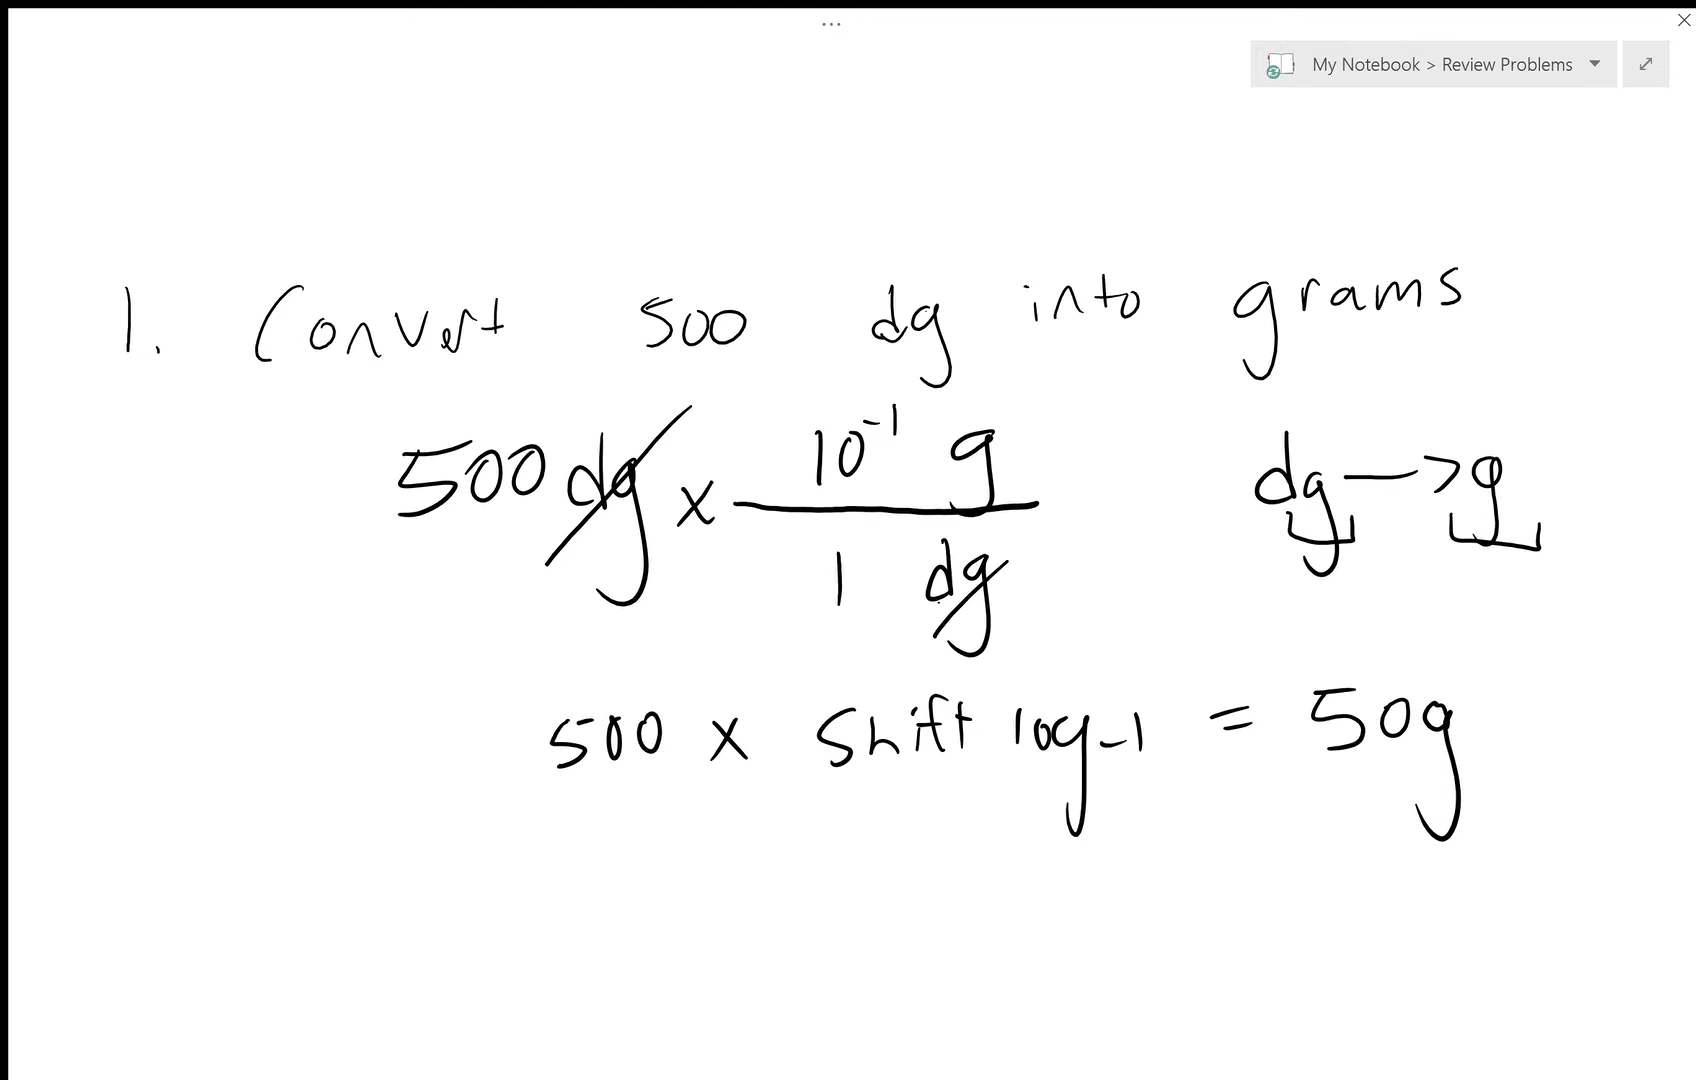 My Notebook > Review Problems
1. Convert 500 dg into grams
500 dg x 10⁻¹ g / 1 dg
dg —> g
500 x shift log -1 = 50g